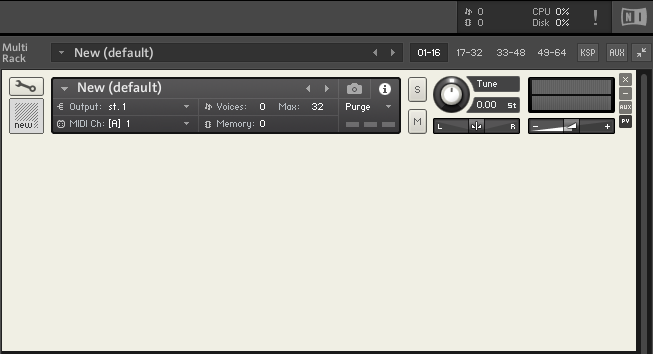 0 CPU 0%
0 Disk 0% !
Multi
Rack
New (default) 01-16 17-32 33-48 49-64 KSP AUX
New (default) i S Tune ×
Output: st.1 Voices: 0 Max: 32 Purge 0.00 St −
new MIDI Ch: [A] 1 Memory: 0 M L R − + AUX
PV